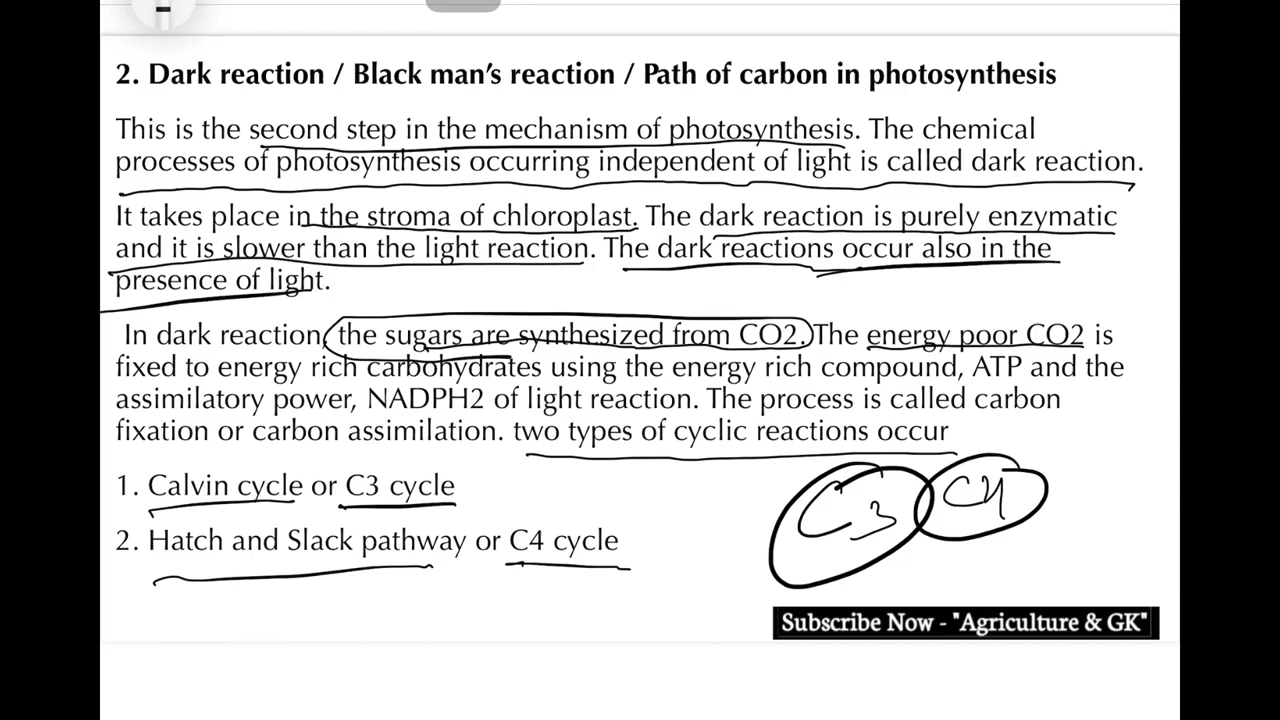 2. Dark reaction / Black man's reaction / Path of carbon in photosynthesis
This is the second step in the mechanism of photosynthesis. The chemical
processes of photosynthesis occurring independent of light is called dark reaction.
It takes place in the stroma of chloroplast. The dark reaction is purely enzymatic
and it is slower than the light reaction. The dark reactions occur also in the
presence of light.
In dark reaction, the sugars are synthesized from CO2. The energy poor CO2 is
fixed to energy rich carbohydrates using the energy rich compound, ATP and the
assimilatory power, NADPH2 of light reaction. The process is called carbon
fixation or carbon assimilation. two types of cyclic reactions occur
1. Calvin cycle or C3 cycle
C3 C4
2. Hatch and Slack pathway or C4 cycle
Subscribe Now - "Agriculture & GK"